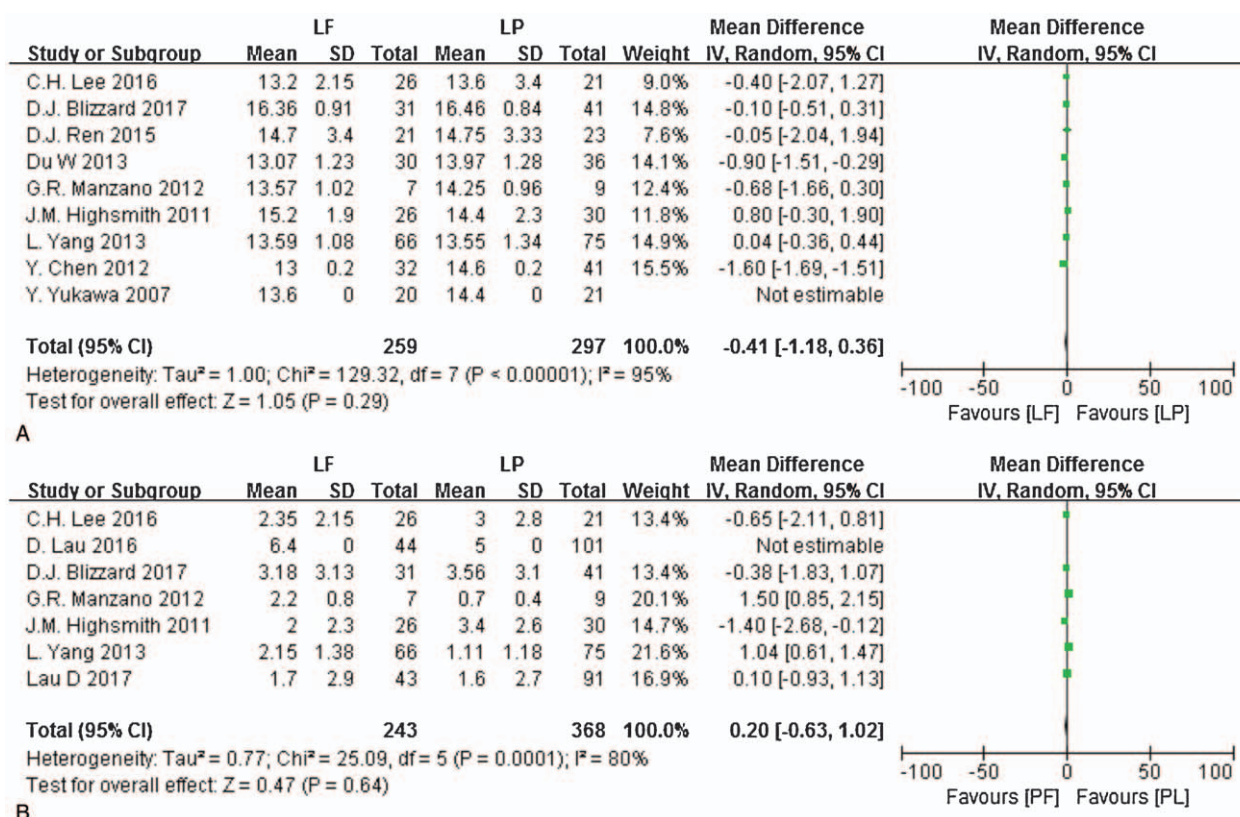 LF LP Mean Difference Mean Difference
Study or Subgroup Mean SD Total Mean SD Total Weight IV, Random, 95% CI IV, Random, 95% CI
C.H. Lee 2016 13.2 2.15 26 13.6 3.4 21 9.0% -0.40 [-2.07, 1.27]
D.J. Blizzard 2017 16.36 0.91 31 16.46 0.84 41 14.8% -0.10 [-0.51, 0.31]
D.J. Ren 2015 14.7 3.4 21 14.75 3.33 23 7.6% -0.05 [-2.04, 1.94]
Du W 2013 13.07 1.23 30 13.97 1.28 36 14.1% -0.90 [-1.51, -0.29]
G.R. Manzano 2012 13.57 1.02 7 14.25 0.96 9 12.4% -0.68 [-1.66, 0.30]
J.M. Highsmith 2011 15.2 1.9 26 14.4 2.3 30 11.8% 0.80 [-0.30, 1.90]
L. Yang 2013 13.59 1.08 66 13.55 1.34 75 14.9% 0.04 [-0.36, 0.44]
Y. Chen 2012 13 0.2 32 14.6 0.2 41 15.5% -1.60 [-1.69, -1.51]
Y. Yukawa 2007 13.6 0 20 14.4 0 21 Not estimable
Total (95% CI) 259 297 100.0% -0.41 [-1.18, 0.36]
Heterogeneity: Tau² = 1.00; Chi² = 129.32, df = 7 (P < 0.00001); I² = 95%
Test for overall effect: Z = 1.05 (P = 0.29)
-100 -50 0 50 100
Favours [LF] Favours [LP]
A
LF LP Mean Difference Mean Difference
Study or Subgroup Mean SD Total Mean SD Total Weight IV, Random, 95% CI IV, Random, 95% CI
C.H. Lee 2016 2.35 2.15 26 3 2.8 21 13.4% -0.65 [-2.11, 0.81]
D. Lau 2016 6.4 0 44 5 0 101 Not estimable
D.J. Blizzard 2017 3.18 3.13 31 3.56 3.1 41 13.4% -0.38 [-1.83, 1.07]
G.R. Manzano 2012 2.2 0.8 7 0.7 0.4 9 20.1% 1.50 [0.85, 2.15]
J.M. Highsmith 2011 2 2.3 26 3.4 2.6 30 14.7% -1.40 [-2.68, -0.12]
L. Yang 2013 2.15 1.38 66 1.11 1.18 75 21.6% 1.04 [0.61, 1.47]
Lau D 2017 1.7 2.9 43 1.6 2.7 91 16.9% 0.10 [-0.93, 1.13]
Total (95% CI) 243 368 100.0% 0.20 [-0.63, 1.02]
Heterogeneity: Tau² = 0.77; Chi² = 25.09, df = 5 (P = 0.0001); I² = 80%
Test for overall effect: Z = 0.47 (P = 0.64)
-100 -50 0 50 100
Favours [PF] Favours [PL]
B